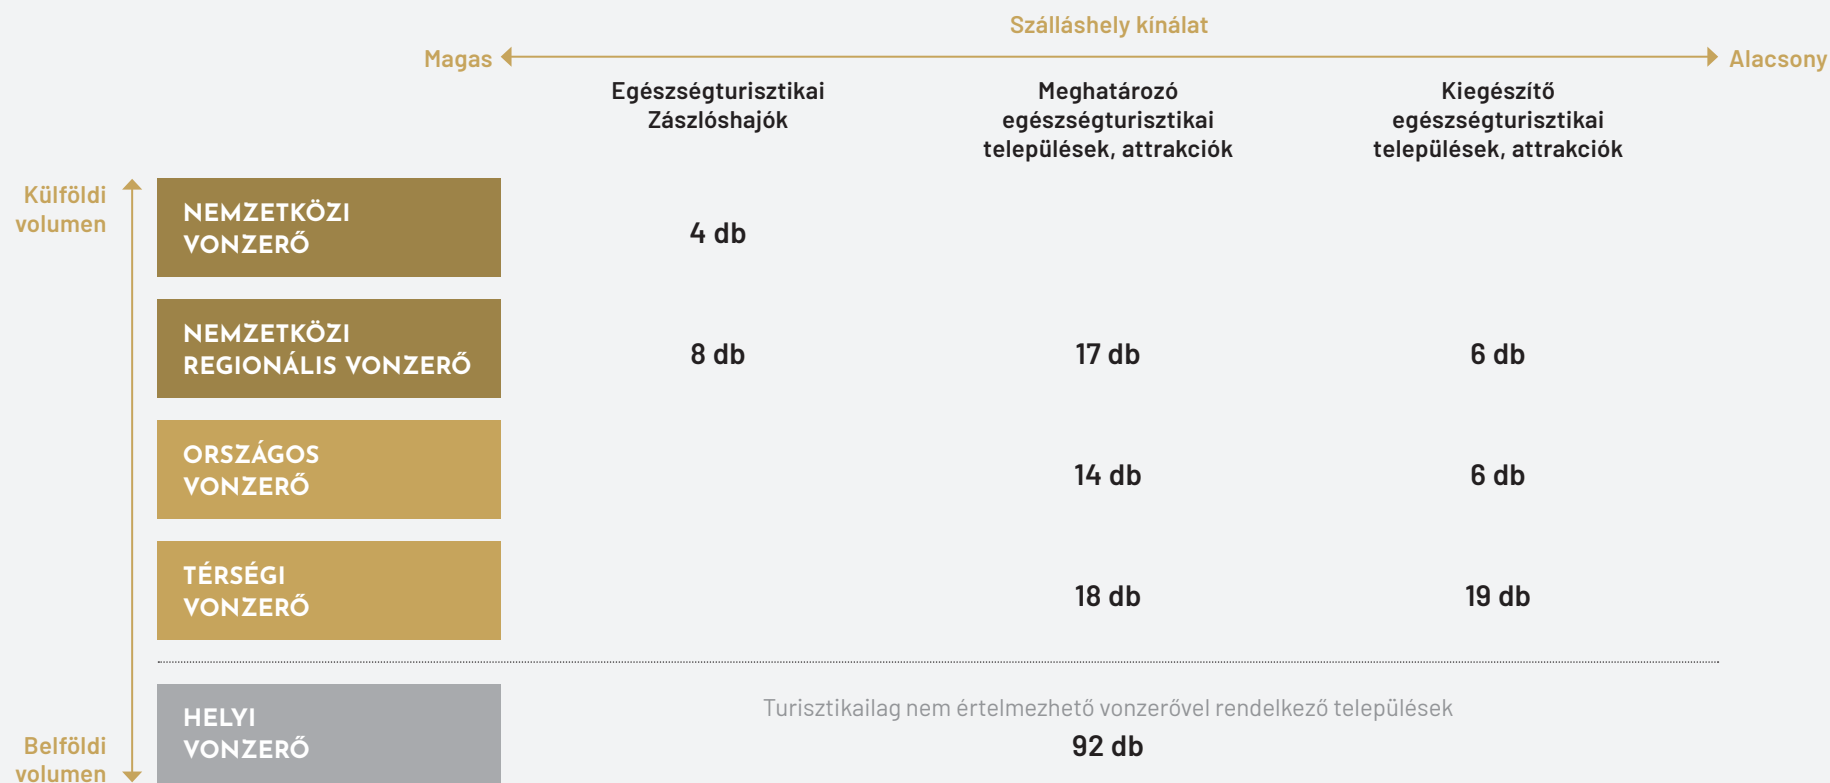 Szálláshely kínálat
Magas
Alacsony
Egészségturisztikai
Zászlóshajók
Meghatározó
egészségturisztikai
települések, attrakciók
Kiegészítő
egészségturisztikai
települések, attrakciók
Külföldi
volumen
NEMZETKÖZI
VONZERŐ
4 db
NEMZETKÖZI
REGIONÁLIS VONZERŐ
8 db
17 db
6 db
ORSZÁGOS
VONZERŐ
14 db
6 db
TÉRSÉGI
VONZERŐ
18 db
19 db
HELYI
VONZERŐ
Turisztikailag nem értelmezhető vonzerővel rendelkező települések
92 db
Belföldi
volumen